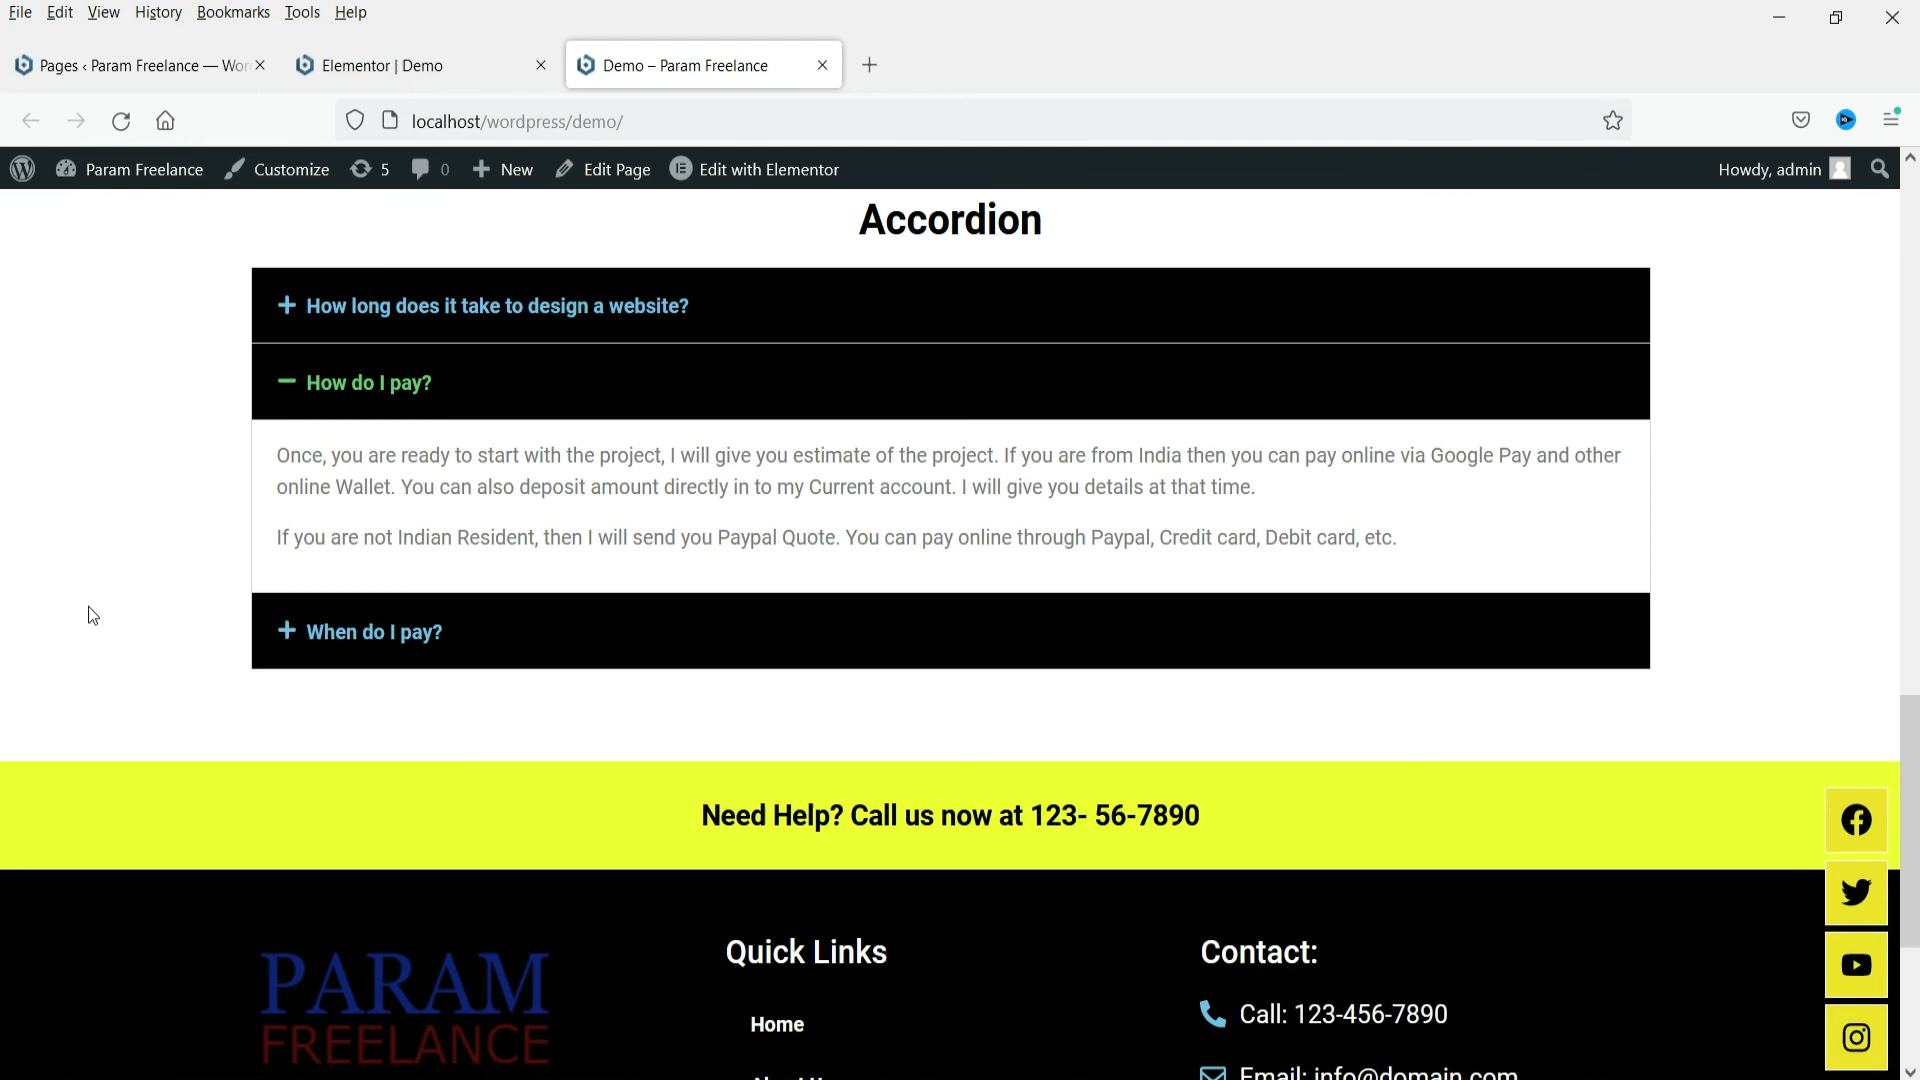 File Edit View History Bookmarks Tools Help
Pages ‹ Param Freelance — Wor
Elementor | Demo
Demo – Param Freelance
localhost/wordpress/demo/
Param Freelance Customize 5 0 New Edit Page Edit with Elementor Howdy, admin
Accordion
How long does it take to design a website?
How do I pay?
Once, you are ready to start with the project, I will give you estimate of the project. If you are from India then you can pay online via Google Pay and other
online Wallet. You can also deposit amount directly in to my Current account. I will give you details at that time.
If you are not Indian Resident, then I will send you Paypal Quote. You can pay online through Paypal, Credit card, Debit card, etc.
When do I pay?
Need Help? Call us now at 123- 56-7890
PARAM
FREELANCE
Quick Links
Home
Contact:
Call: 123-456-7890
Email: info@domain.com